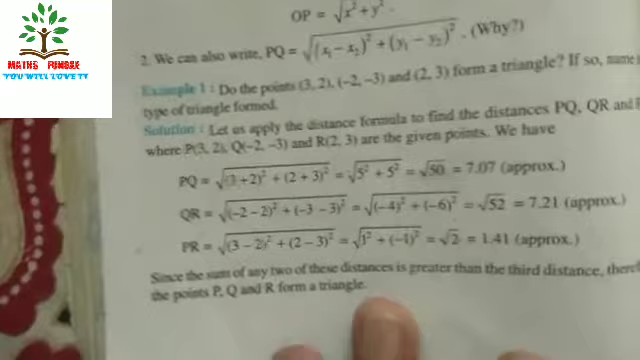 OP = √x² + y² .
2. We can also write, PQ = √(x₁ – x₂)² + (y₁ – y₂)² . (Why?)
Example 1 : Do the points (3, 2), (–2, –3) and (2, 3) form a triangle? If so, name
type of triangle formed.
Solution : Let us apply the distance formula to find the distances PQ, QR and
where P(3, 2), Q(–2, –3) and R(2, 3) are the given points. We have
PQ = √(3 + 2)² + (2 + 3)² = √5² + 5² = √50 = 7.07 (approx.)
QR = √(–2 – 2)² + (–3 – 3)² = √(–4)² + (–6)² = √52 = 7.21 (approx.)
PR = √(3 – 2)² + (2 – 3)² = √1² + (–1)² = √2 = 1.41 (approx.)
Since the sum of any two of these distances is greater than the third distance, there
the points P, Q and R form a triangle.
MATHS FUNBEE
YOU WILL LOVE IT